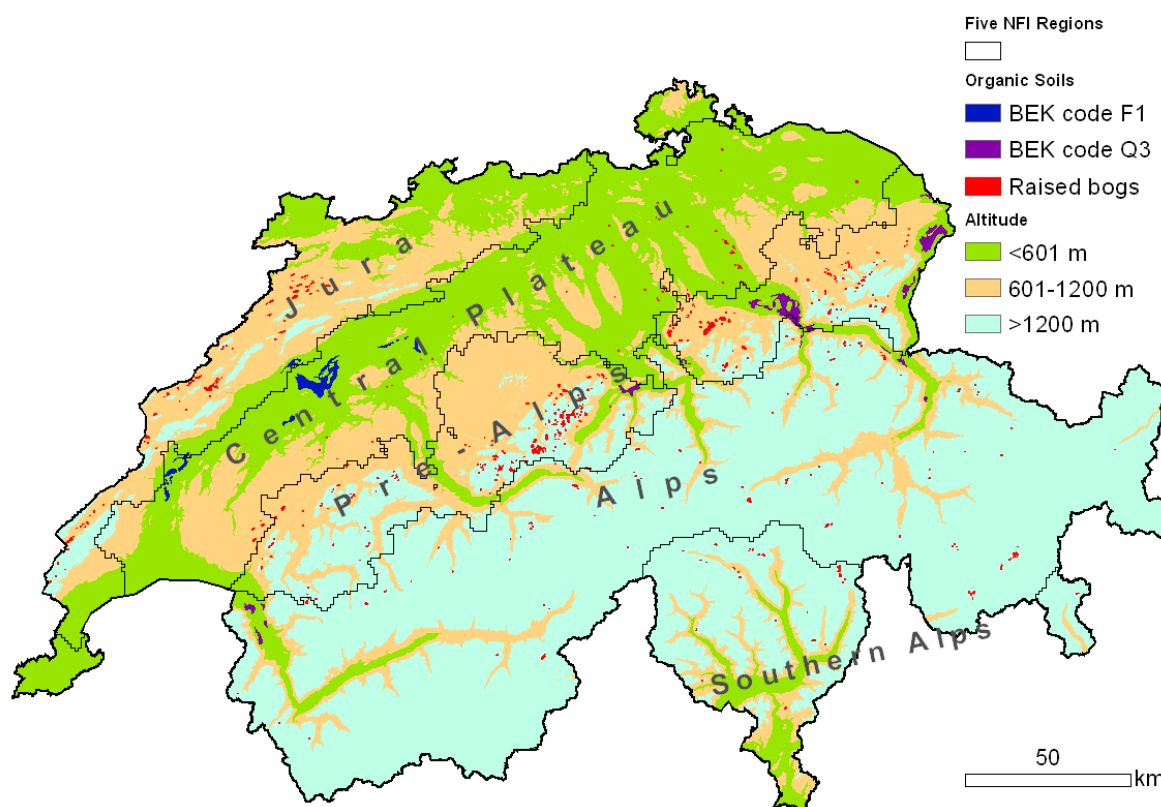 Five NFI Regions
Organic Soils
BEK code F1
BEK code Q3
Raised bogs
Altitude
<601 m
601-1200 m
>1200 m
Jura
Central Plateau
Pre-Alps
Alps
Southern Alps
50
km